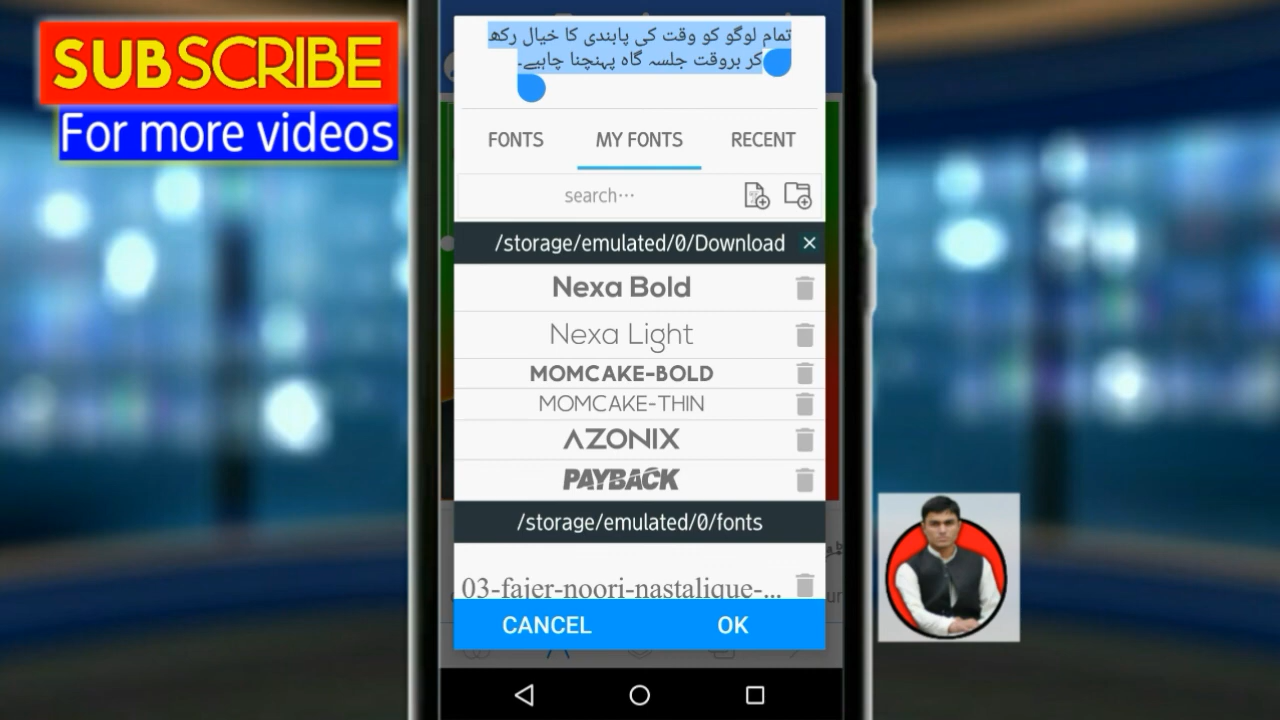 SUBSCRIBE
For more videos
تمام لوگو کو وقت کی پابندی کا خیال رکھ
کر بروقت جلسہ گاہ پہنچنا چاہیے۔
FONTS MY FONTS RECENT
search...
/storage/emulated/0/Download ×
Nexa Bold
Nexa Light
MOMCAKE-BOLD
MOMCAKE-THIN
AZONIX
PAYBACK
/storage/emulated/0/fonts
03-fajer-noori-nastalique-...
CANCEL OK